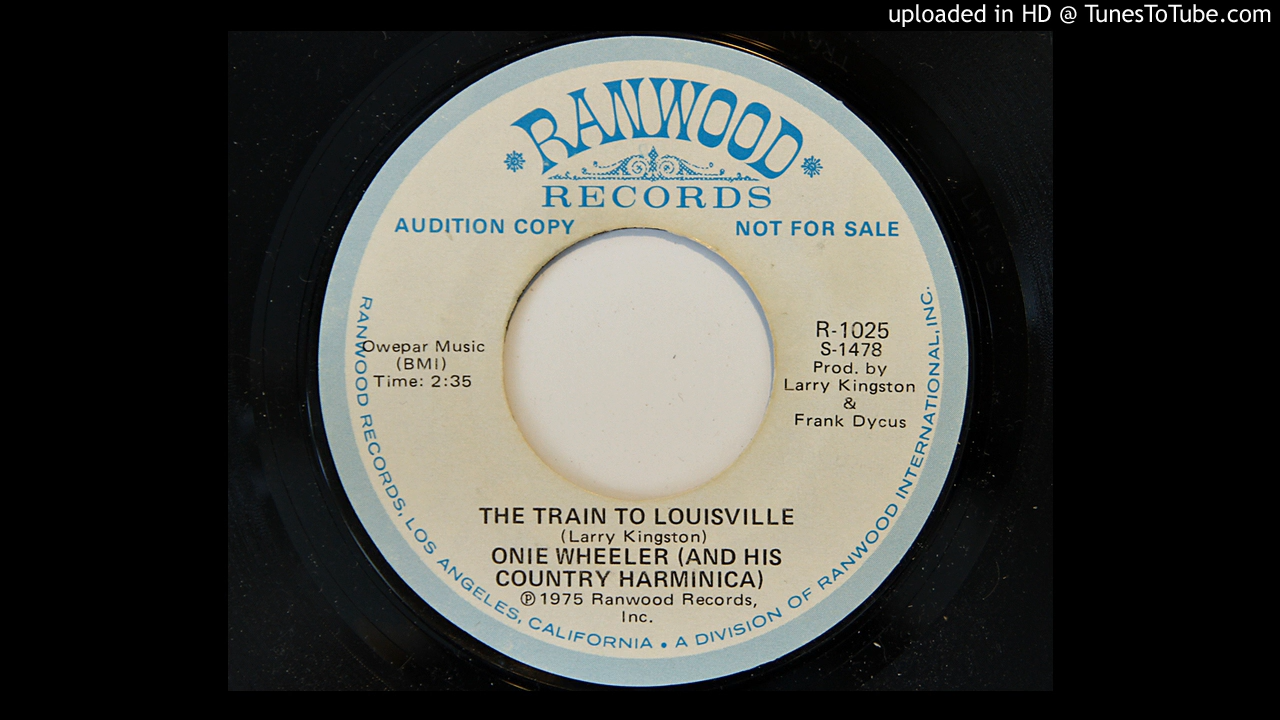 uploaded in HD @ TunesToTube.com
RANWOOD
RECORDS
AUDITION COPY
NOT FOR SALE
Owepar Music
(BMI)
Time: 2:35
R-1025
S-1478
Prod. by
Larry Kingston
&
Frank Dycus
THE TRAIN TO LOUISVILLE
(Larry Kingston)
ONIE WHEELER (AND HIS
COUNTRY HARMINICA)
℗1975 Ranwood Records,
Inc.
RANWOOD RECORDS, LOS ANGELES, CALIFORNIA • A DIVISION OF RANWOOD INTERNATIONAL, INC.